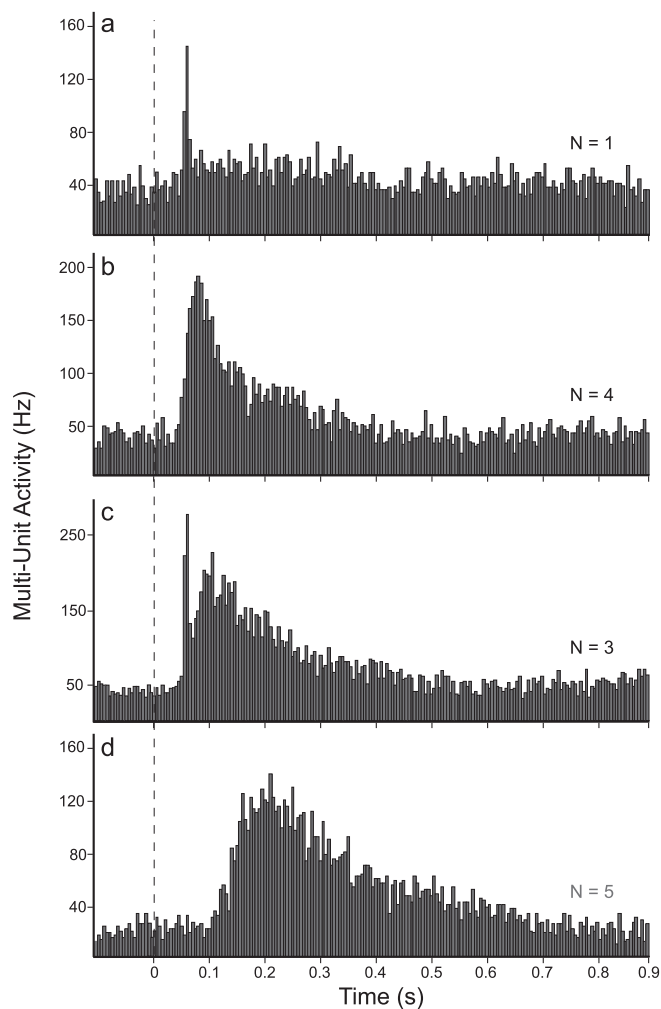 a
160
120
80
40
N = 1
b
200
150
100
50
N = 4
c
250
150
50
N = 3
d
160
120
80
40
N = 5
0 0.1 0.2 0.3 0.4 0.5 0.6 0.7 0.8 0.9
Time (s)
Multi-Unit Activity (Hz)